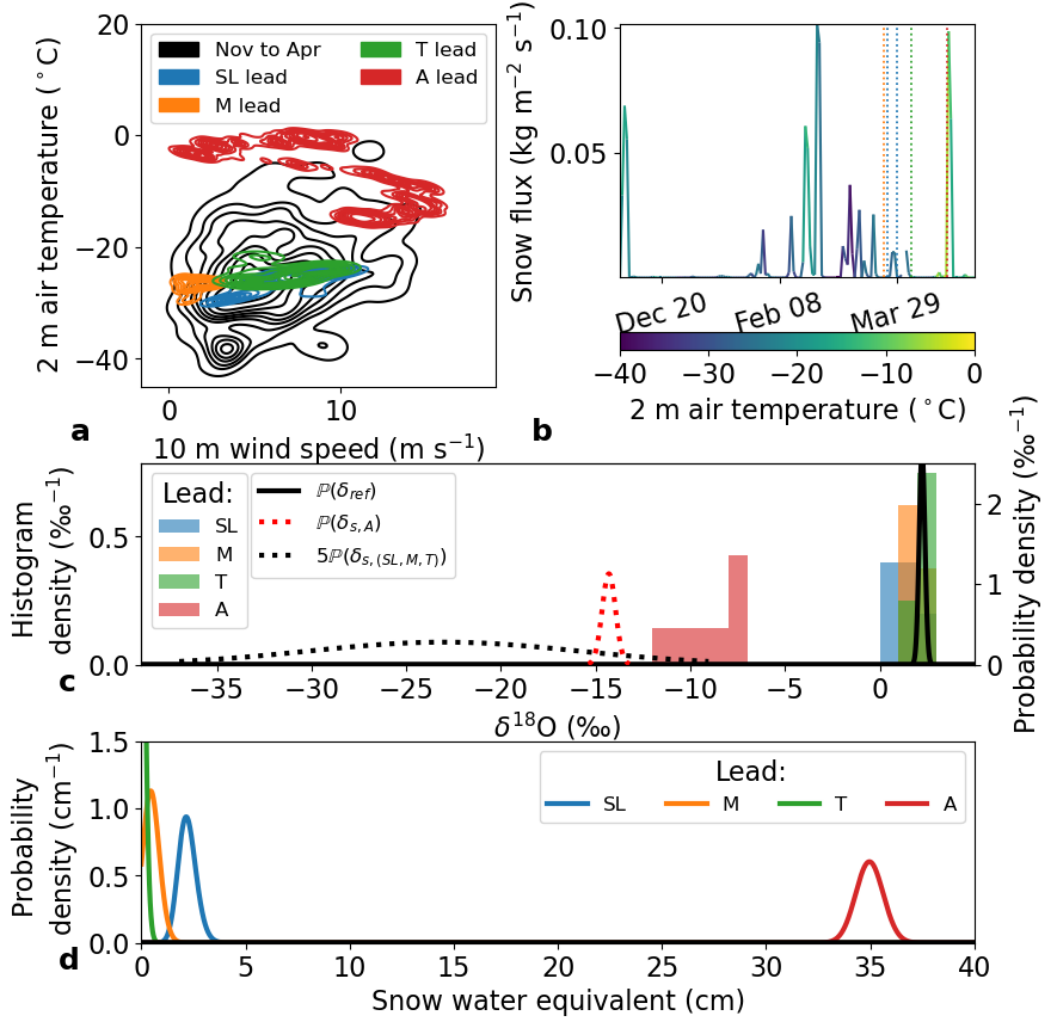 20
0
−20
−40
2 m air temperature (°C)
Nov to Apr
SL lead
M lead
T lead
A lead
0
10
10 m wind speed (m s⁻¹)
a
0.10
0.05
Snow flux (kg m⁻² s⁻¹)
Dec 20
Feb 08
Mar 29
−40
−30
−20
−10
0
2 m air temperature (°C)
b
Histogram
density (‰⁻¹)
0.5
0.0
Lead:
SL
M
T
A
ℙ(δref)
ℙ(δs,A)
5ℙ(δs,(SL,M,T))
2
1
0
Probability density (‰⁻¹)
−35
−30
−25
−20
−15
−10
−5
0
δ¹⁸O (‰)
c
Probability
density (cm⁻¹)
1.5
1.0
0.5
0.0
Lead:
SL
M
T
A
0
5
10
15
20
25
30
35
40
Snow water equivalent (cm)
d